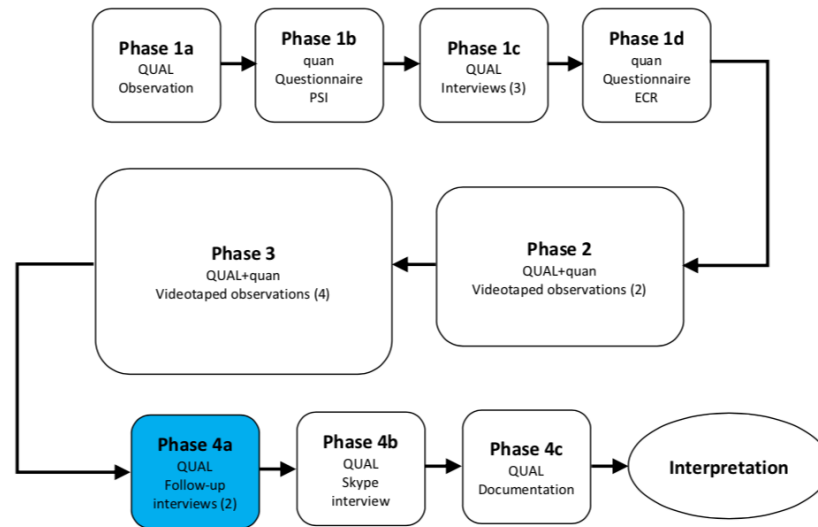 Phase 1a
QUAL
Observation
Phase 1b
quan
Questionnaire
PSI
Phase 1c
QUAL
Interviews (3)
Phase 1d
quan
Questionnaire
ECR
Phase 3
QUAL+quan
Videotaped observations (4)
Phase 2
QUAL+quan
Videotaped observations (2)
Phase 4a
QUAL
Follow-up
interviews (2)
Phase 4b
QUAL
Skype
interview
Phase 4c
QUAL
Documentation
Interpretation